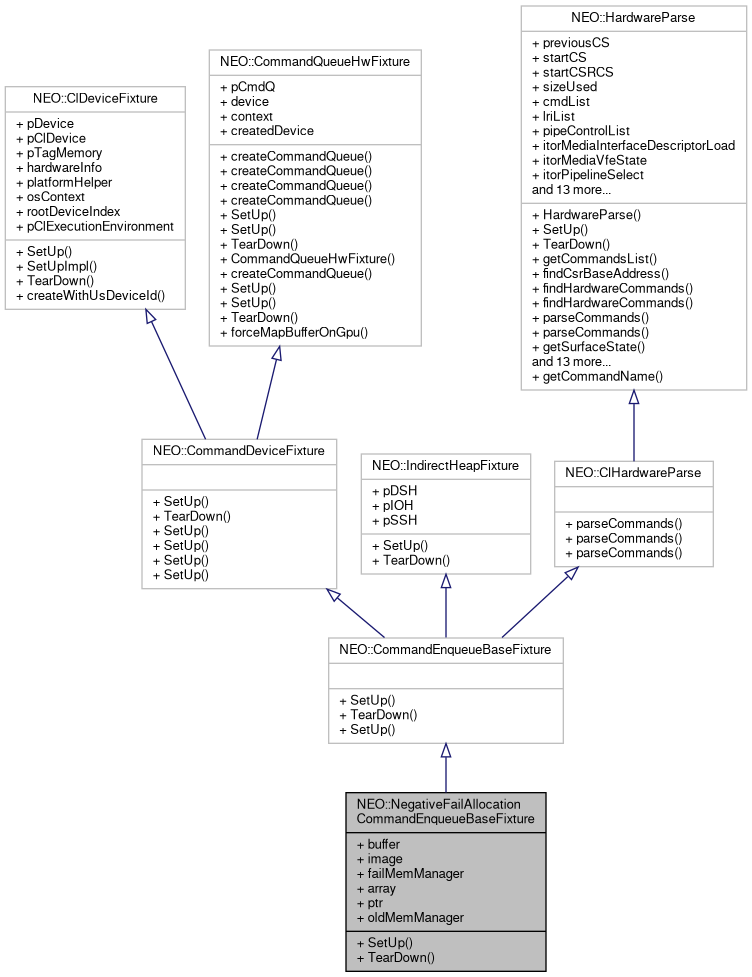 NEO::ClDeviceFixture
+ pDevice
+ pClDevice
+ pTagMemory
+ hardwareInfo
+ platformHelper
+ osContext
+ rootDeviceIndex
+ pClExecutionEnvironment
+ SetUp()
+ SetUpImpl()
+ TearDown()
+ createWithUsDeviceId()
NEO::CommandQueueHwFixture
+ pCmdQ
+ device
+ context
+ createdDevice
+ createCommandQueue()
+ createCommandQueue()
+ createCommandQueue()
+ createCommandQueue()
+ SetUp()
+ SetUp()
+ TearDown()
+ CommandQueueHwFixture()
+ createCommandQueue()
+ SetUp()
+ SetUp()
+ TearDown()
+ forceMapBufferOnGpu()
NEO::HardwareParse
+ previousCS
+ startCS
+ startCSRCS
+ sizeUsed
+ cmdList
+ lriList
+ pipeControlList
+ itorMediaInterfaceDescriptorLoad
+ itorMediaVfeState
+ itorPipelineSelect
and 13 more...
+ HardwareParse()
+ SetUp()
+ TearDown()
+ getCommandsList()
+ findCsrBaseAddress()
+ findHardwareCommands()
+ findHardwareCommands()
+ parseCommands()
+ parseCommands()
+ getSurfaceState()
and 13 more...
+ getCommandName()
NEO::CommandDeviceFixture
+ SetUp()
+ TearDown()
+ SetUp()
+ SetUp()
+ SetUp()
+ SetUp()
NEO::IndirectHeapFixture
+ pDSH
+ pIOH
+ pSSH
+ SetUp()
+ TearDown()
NEO::ClHardwareParse
+ parseCommands()
+ parseCommands()
+ parseCommands()
NEO::CommandEnqueueBaseFixture
+ SetUp()
+ TearDown()
+ SetUp()
NEO::NegativeFailAllocation
CommandEnqueueBaseFixture
+ buffer
+ image
+ failMemManager
+ array
+ ptr
+ oldMemManager
+ SetUp()
+ TearDown()